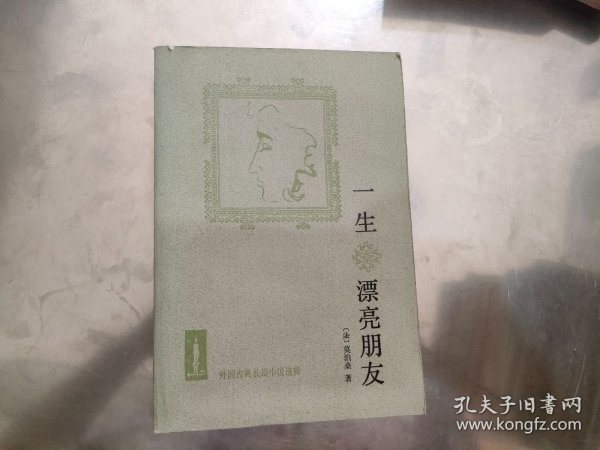 一生
漂亮朋友
〔法〕莫泊桑 著
外国古典长篇小说选粹
孔夫子旧书网
www.kongfz.com